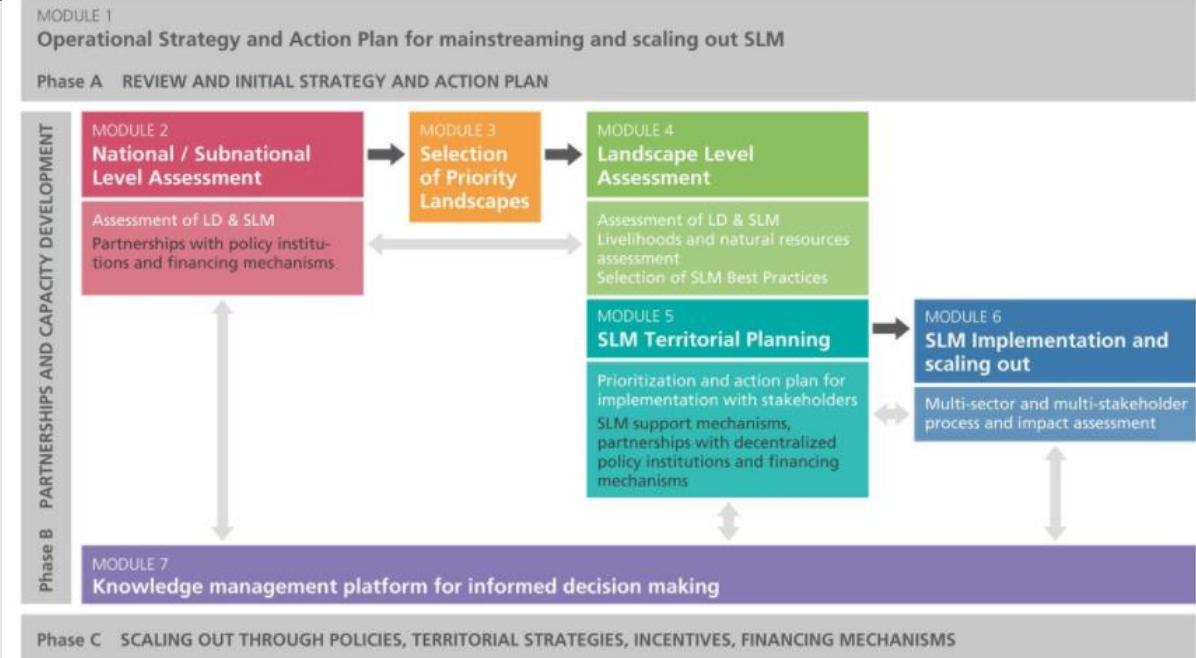 MODULE 1
Operational Strategy and Action Plan for mainstreaming and scaling out SLM
Phase A REVIEW AND INITIAL STRATEGY AND ACTION PLAN
Phase B PARTNERSHIPS AND CAPACITY DEVELOPMENT
MODULE 2
National / Subnational
Level Assessment
Assessment of LD & SLM
Partnerships with policy institu-
tions and financing mechanisms
MODULE 3
Selection
of Priority
Landscapes
MODULE 4
Landscape Level
Assessment
Assessment of LD & SLM
Livelihoods and natural resources
assessment
Selection of SLM Best Practices
MODULE 5
SLM Territorial Planning
Prioritization and action plan for
implementation with stakeholders
SLM support mechanisms,
partnerships with decentralized
policy institutions and financing
mechanisms
MODULE 6
SLM Implementation and
scaling out
Multi-sector and multi-stakeholder
process and impact assessment
MODULE 7
Knowledge management platform for informed decision making
Phase C SCALING OUT THROUGH POLICIES, TERRITORIAL STRATEGIES, INCENTIVES, FINANCING MECHANISMS